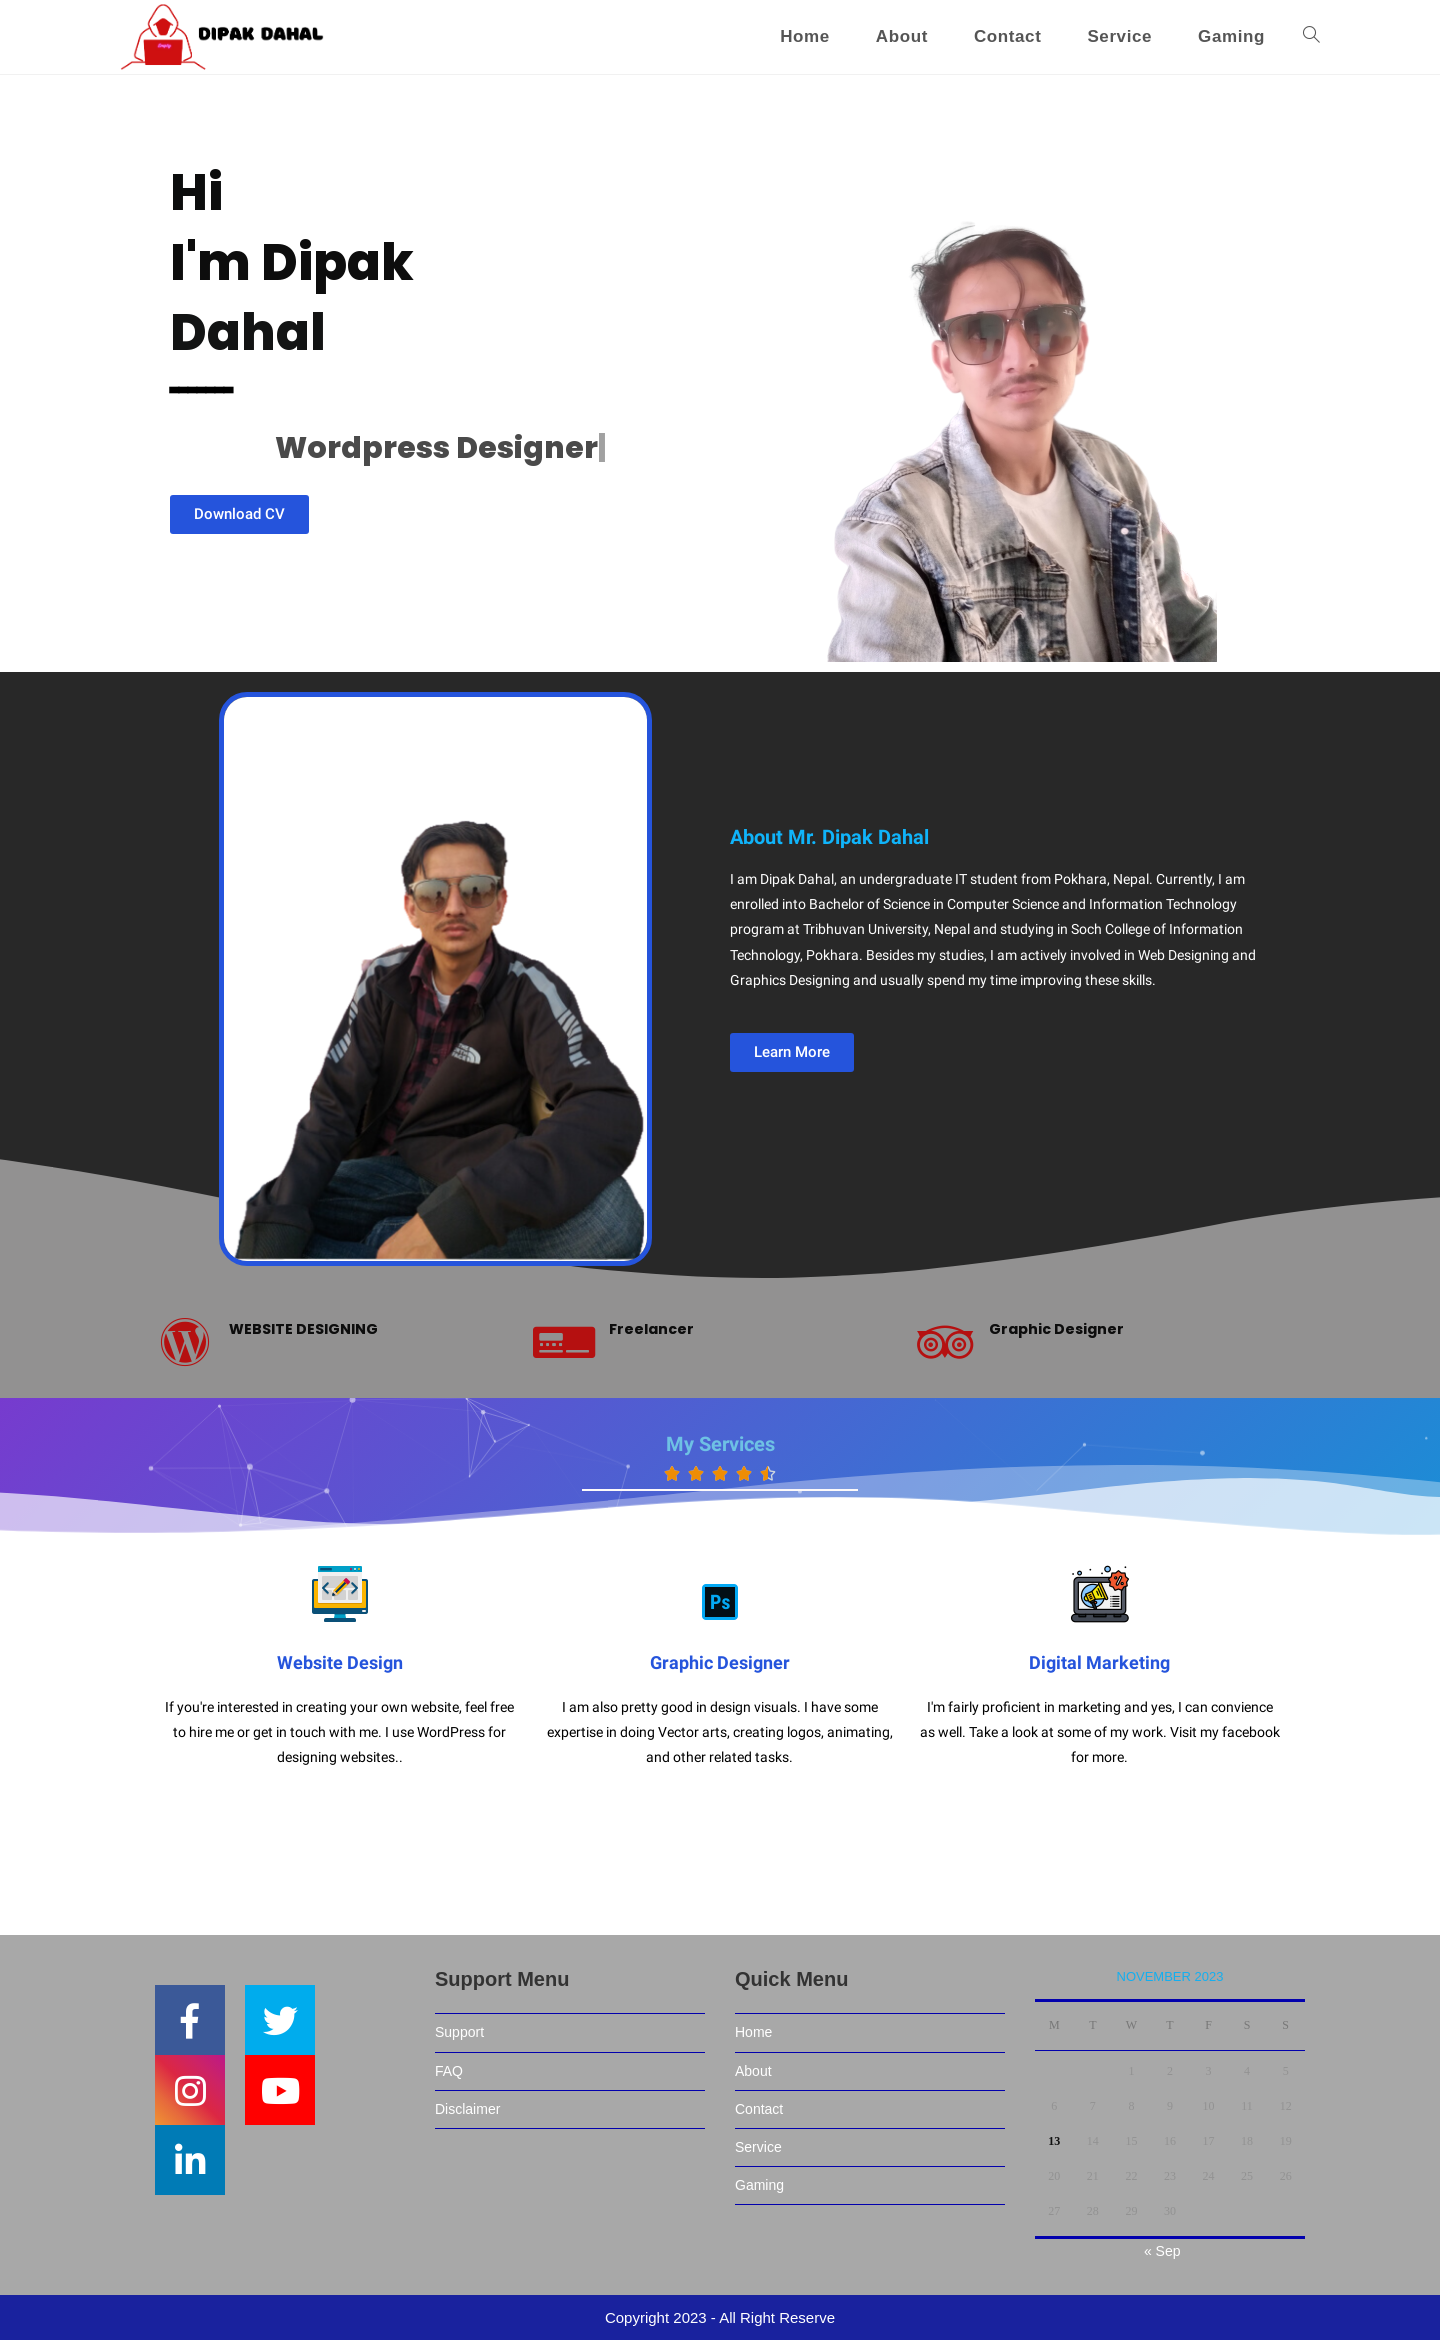 DIPAK DAHAL
Home About Contact Service Gaming
Hi
I'm Dipak
Dahal
Wordpress Designer
Download CV
About Mr. Dipak Dahal
I am Dipak Dahal, an undergraduate IT student from Pokhara, Nepal. Currently, I am
enrolled into Bachelor of Science in Computer Science and Information Technology
program at Tribhuvan University, Nepal and studying in Soch College of Information
Technology, Pokhara. Besides my studies, I am actively involved in Web Designing and
Graphics Designing and usually spend my time improving these skills.
Learn More
WEBSITE DESIGNING
Freelancer
Graphic Designer
My Services
Ps
Website Design
If you're interested in creating your own website, feel free
to hire me or get in touch with me. I use WordPress for
designing websites..
Graphic Designer
I am also pretty good in design visuals. I have some
expertise in doing Vector arts, creating logos, animating,
and other related tasks.
Digital Marketing
I'm fairly proficient in marketing and yes, I can convience
as well. Take a look at some of my work. Visit my facebook
for more.
Support Menu
Support
FAQ
Disclaimer
Quick Menu
Home
About
Contact
Service
Gaming
NOVEMBER 2023
M T W T F S S
1 2 3 4 5
6 7 8 9 10 11 12
13 14 15 16 17 18 19
20 21 22 23 24 25 26
27 28 29 30
« Sep
Copyright 2023 - All Right Reserve